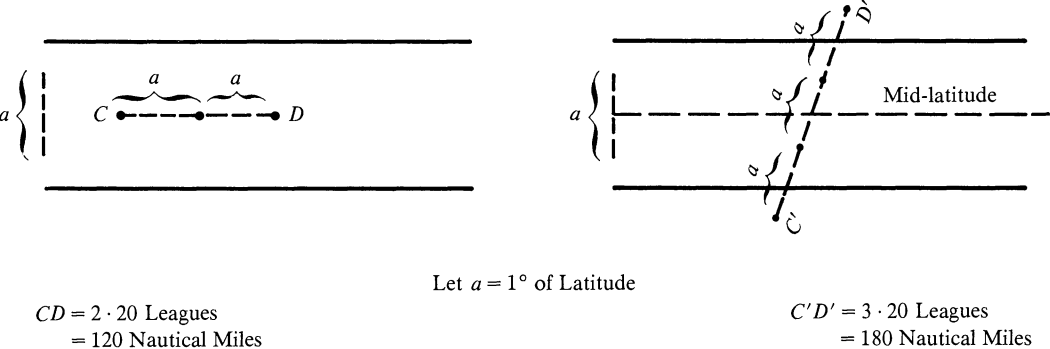 a
a
a
C
D
a
a
a
a
D′
C′
Mid-latitude
Let a = 1° of Latitude
CD = 2 · 20 Leagues
= 120 Nautical Miles
C′D′ = 3 · 20 Leagues
= 180 Nautical Miles